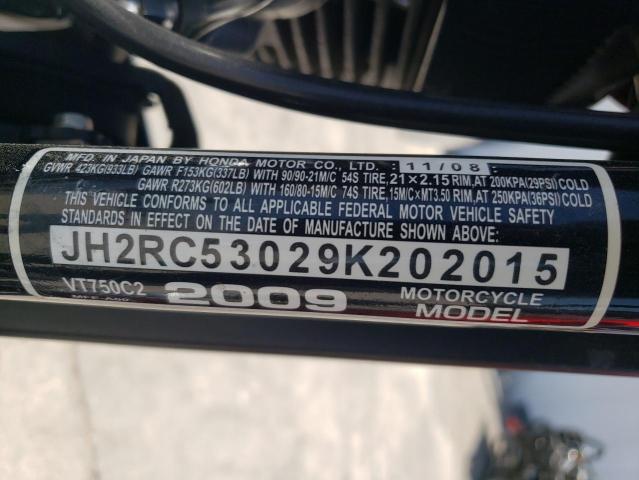 MADE IN JAPAN BY HONDA MOTOR CO., LTD. 11/08
GVWR 423KG(933LB) GAWR F153KG(337LB) WITH 90/90-21M/C 54S TIRE, 21×2.15 RIM, AT 200KPA(29PSI) COLD
GAWR R273KG(602LB) WITH 160/80-15M/C 74S TIRE, 15M/C×MT3.50 RIM, AT 250KPA(36PSI) COLD
THIS VEHICLE CONFORMS TO ALL APPLICABLE FEDERAL MOTOR VEHICLE SAFETY
STANDARDS IN EFFECT ON THE DATE OF MANUFACTURE SHOWN ABOVE.
JH2RC53029K202015
VT750C2 2009 MOTORCYCLE
MODEL